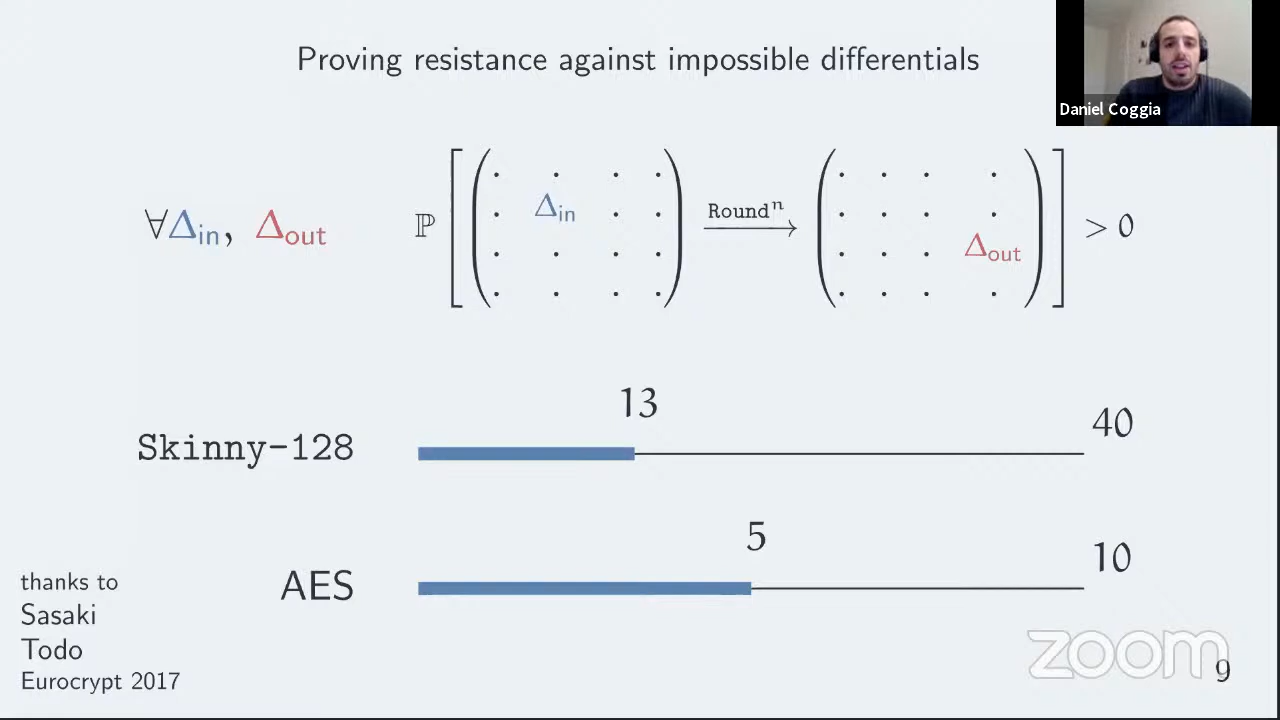 Proving resistance against impossible differentials
Daniel Coggia
∀Δin, Δout ℙ [ ( Δin ) Roundⁿ ( Δout ) ] > 0
13
40
Skinny-128
5
10
AES
thanks to
Sasaki
Todo
Eurocrypt 2017
zoom
9